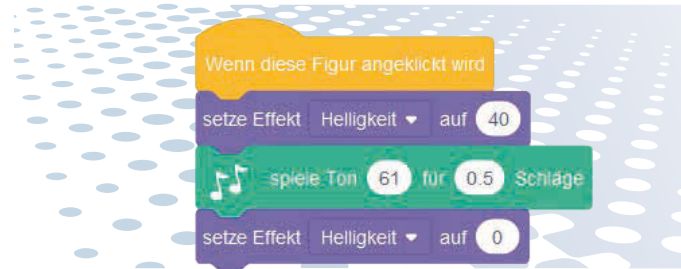 Wenn diese Figur angeklickt wird
setze Effekt Helligkeit auf 40
spiele Ton 61 für 0.5 Schläge
setze Effekt Helligkeit auf 0